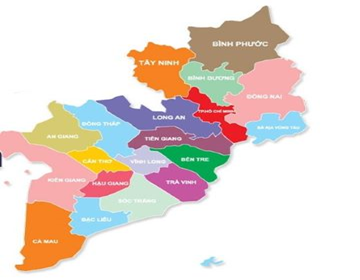 BÌNH PHƯỚC
TÂY NINH
BÌNH DƯƠNG
ĐỒNG NAI
TP.HỒ CHÍ MINH
LONG AN
ĐỒNG THÁP
BÀ RỊA VŨNG TÀU
AN GIANG
TIỀN GIANG
CẦN THƠ
VĨNH LONG
BẾN TRE
KIÊN GIANG
HẬU GIANG
TRÀ VINH
SÓC TRĂNG
BẠC LIÊU
CÀ MAU